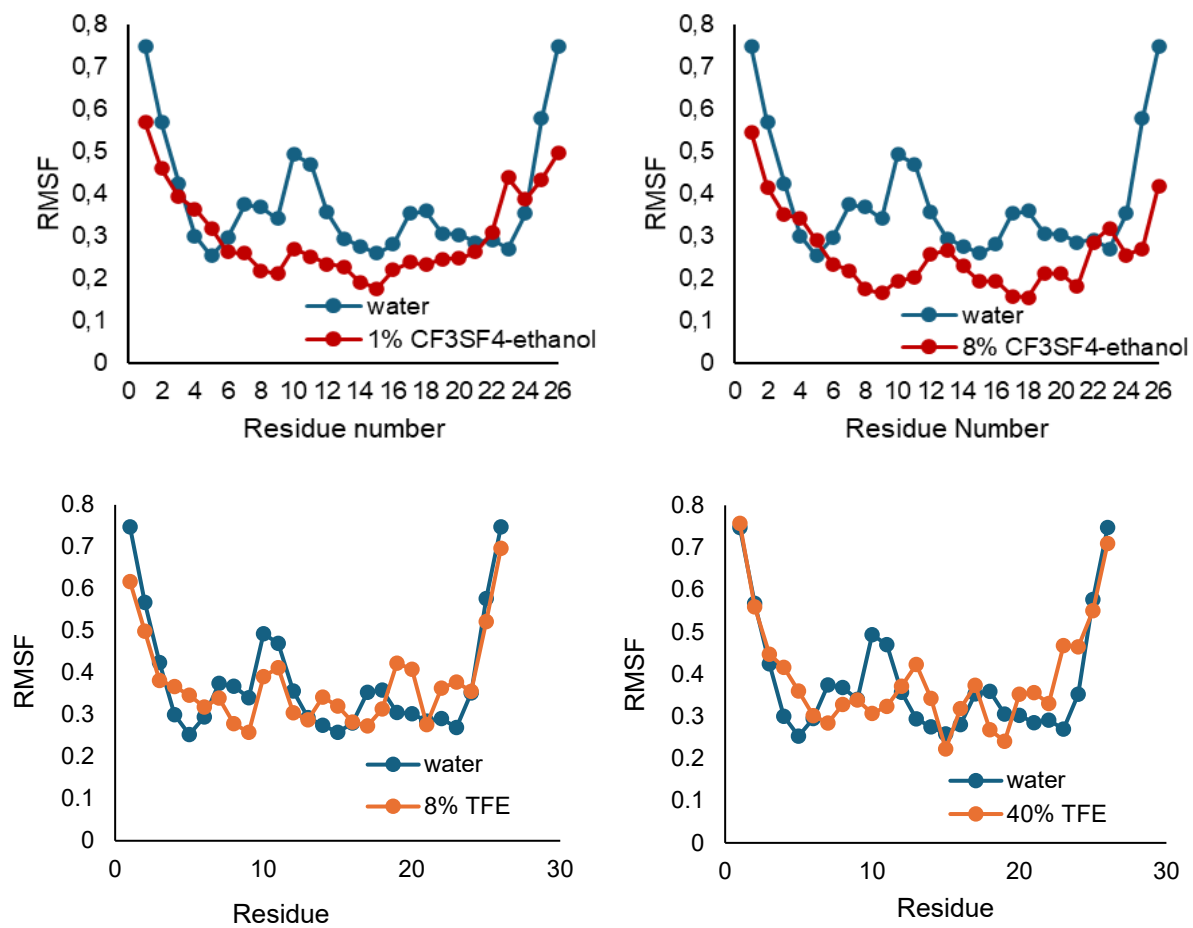 0,8
0,7
0,6
0,5
0,4
0,3
0,2
0,1
0
RMSF
water
1% CF3SF4-ethanol
0 2 4 6 8 10 12 14 16 18 20 22 24 26
Residue number
0,8
0,7
0,6
0,5
0,4
0,3
0,2
0,1
0
RMSF
water
8% CF3SF4-ethanol
0 2 4 6 8 10 12 14 16 18 20 22 24 26
Residue Number
0.8
0.7
0.6
0.5
0.4
0.3
0.2
0.1
0
RMSF
water
8% TFE
0 10 20 30
Residue
0.8
0.7
0.6
0.5
0.4
0.3
0.2
0.1
0
RMSF
water
40% TFE
0 10 20 30
Residue